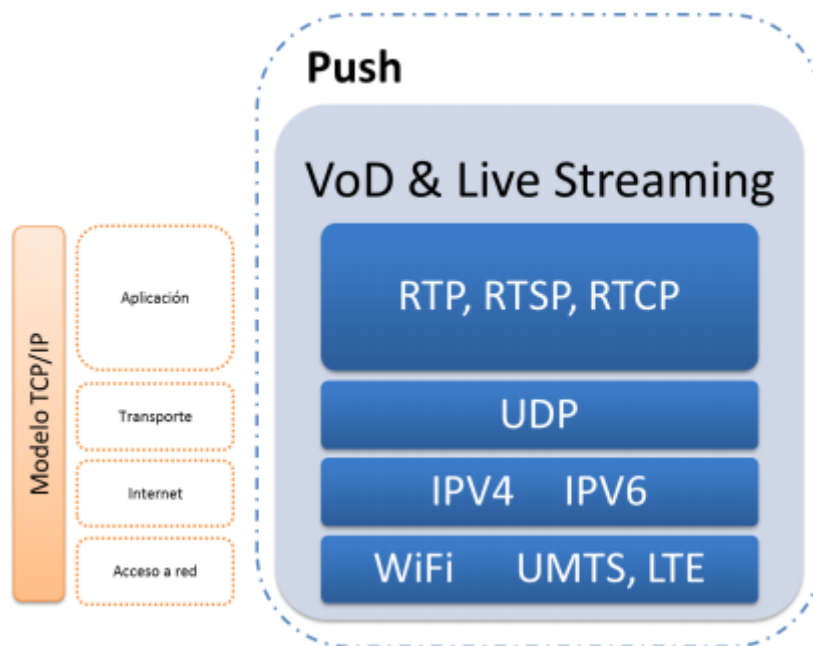 Push
VoD & Live Streaming
Modelo TCP/IP
Aplicación
RTP, RTSP, RTCP
Transporte
UDP
Internet
IPV4 IPV6
Acceso a red
WiFi UMTS, LTE